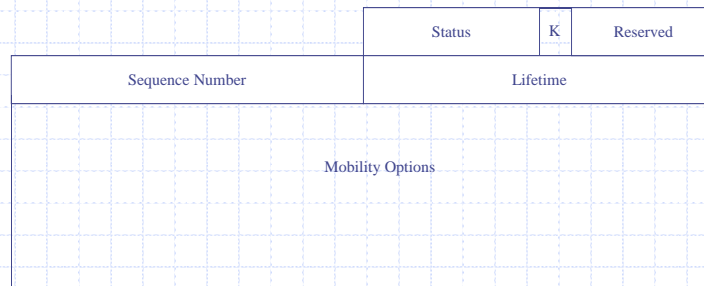 Status K Reserved
Sequence Number Lifetime
Mobility Options